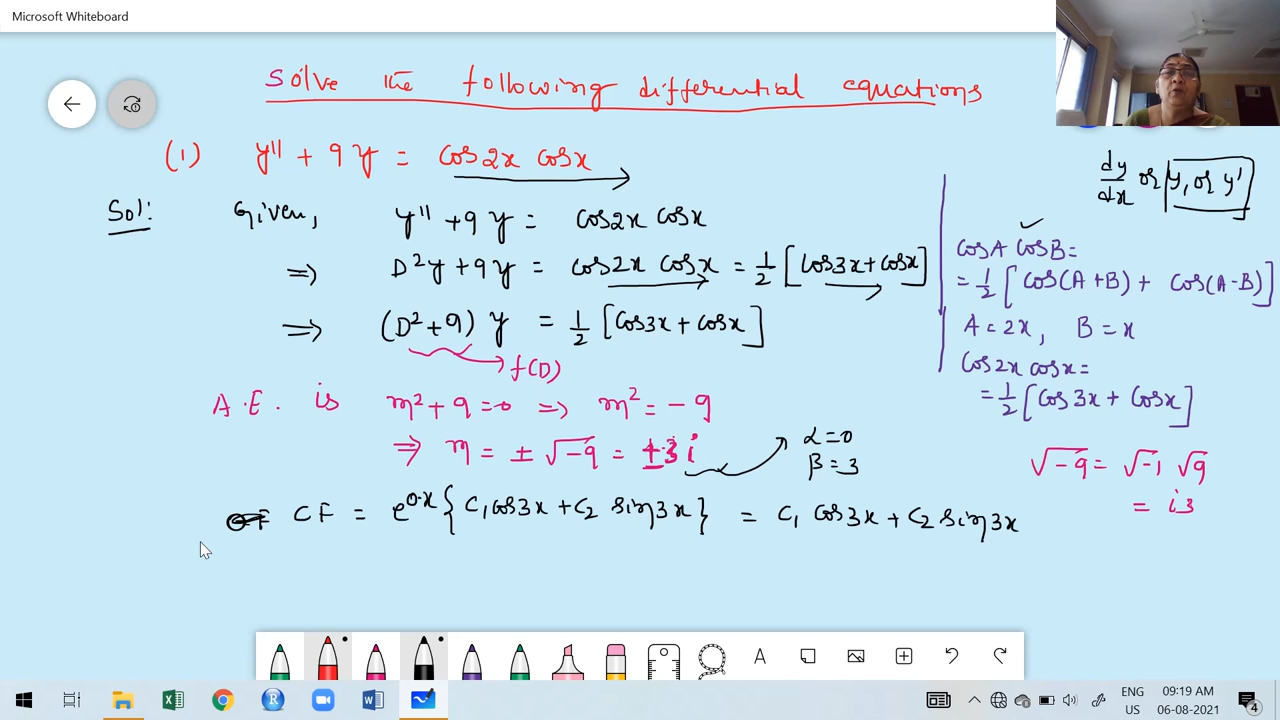 Microsoft Whiteboard
Solve the following differential equations
(1) y'' + 9y = cos2x cosx
dy/dx or y₁ or y'
Sol: Given, y'' + 9y = cos2x cosx
⇒ D²y + 9y = cos2x cosx = 1/2 [cos3x + cosx]
⇒ (D² + 9) y = 1/2 [cos3x + cosx]
f(D)
A.E. is m² + 9 = 0 ⇒ m² = -9
⇒ m = ± √-9 = ±3i
α=0
β=3
CF = e^{0.x} {c₁cos3x + c₂ sin3x} = c₁ cos3x + c₂ sin3x
cosA cosB =
= 1/2 [cos(A+B) + cos(A-B)]
A = 2x, B = x
cos2x cosx =
= 1/2 [cos3x + cosx]
√-9 = √-1 √9
= i3
A
ENG
US
09:19 AM
06-08-2021
4